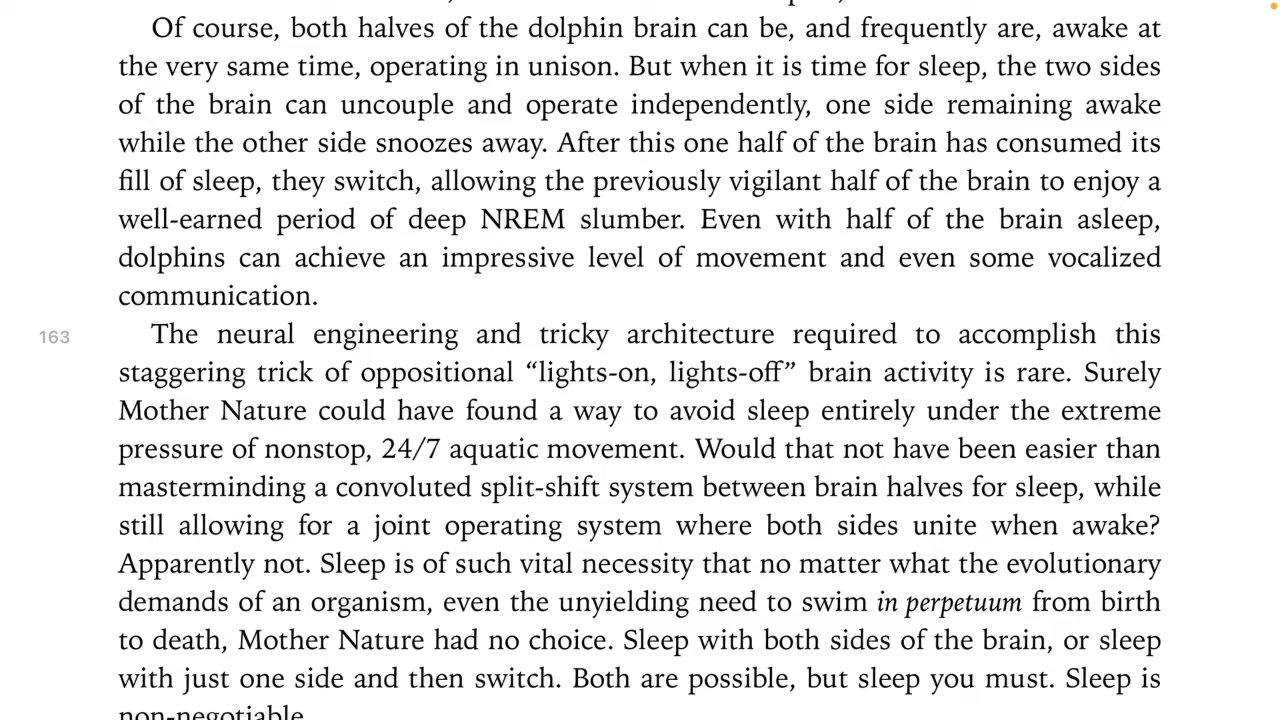 Of course, both halves of the dolphin brain can be, and frequently are, awake at
the very same time, operating in unison. But when it is time for sleep, the two sides
of the brain can uncouple and operate independently, one side remaining awake
while the other side snoozes away. After this one half of the brain has consumed its
fill of sleep, they switch, allowing the previously vigilant half of the brain to enjoy a
well-earned period of deep NREM slumber. Even with half of the brain asleep,
dolphins can achieve an impressive level of movement and even some vocalized
communication.
163
The neural engineering and tricky architecture required to accomplish this
staggering trick of oppositional “lights-on, lights-off” brain activity is rare. Surely
Mother Nature could have found a way to avoid sleep entirely under the extreme
pressure of nonstop, 24/7 aquatic movement. Would that not have been easier than
masterminding a convoluted split-shift system between brain halves for sleep, while
still allowing for a joint operating system where both sides unite when awake?
Apparently not. Sleep is of such vital necessity that no matter what the evolutionary
demands of an organism, even the unyielding need to swim in perpetuum from birth
to death, Mother Nature had no choice. Sleep with both sides of the brain, or sleep
with just one side and then switch. Both are possible, but sleep you must. Sleep is
non-negotiable